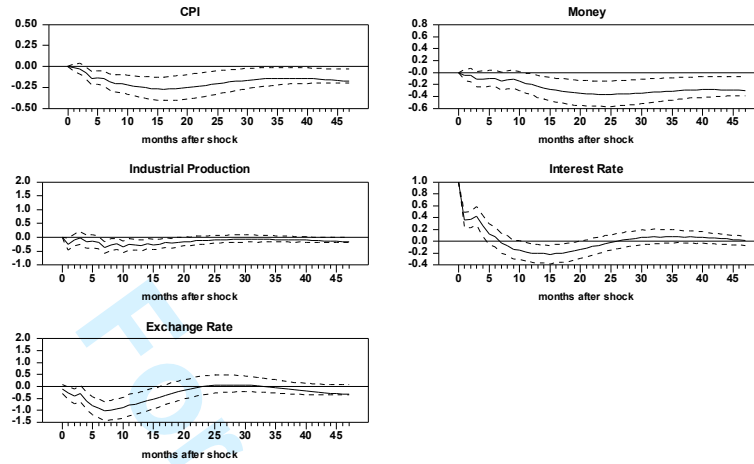 CPI
0.50
0.25
0.00
-0.25
-0.50
0 5 10 15 20 25 30 35 40 45
months after shock
Money
0.8
0.6
0.4
0.2
-0.0
-0.2
-0.4
-0.6
0 5 10 15 20 25 30 35 40 45
months after shock
Industrial Production
2.0
1.5
1.0
0.5
0.0
-0.5
-1.0
0 5 10 15 20 25 30 35 40 45
months after shock
Interest Rate
1.0
0.8
0.6
0.4
0.2
0.0
-0.2
-0.4
0 5 10 15 20 25 30 35 40 45
months after shock
Exchange Rate
2.0
1.5
1.0
0.5
0.0
-0.5
-1.0
-1.5
0 5 10 15 20 25 30 35 40 45
months after shock
For